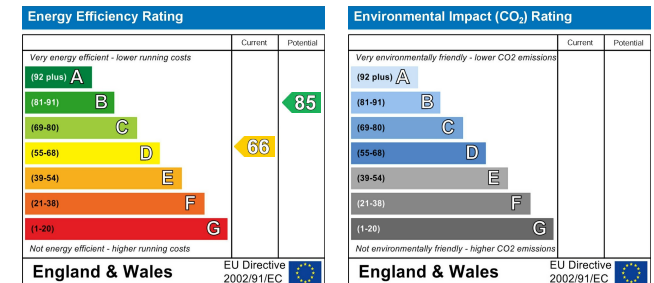 Energy Efficiency Rating
Current Potential
Very energy efficient - lower running costs
(92 plus) A
(81-91) B
85
(69-80) C
(55-68) D
66
(39-54) E
(21-38) F
(1-20) G
Not energy efficient - higher running costs
England & Wales
EU Directive
2002/91/EC
Environmental Impact (CO₂) Rating
Current Potential
Very environmentally friendly - lower CO2 emissions
(92 plus) A
(81-91) B
(69-80) C
(55-68) D
(39-54) E
(21-38) F
(1-20) G
Not environmentally friendly - higher CO2 emissions
England & Wales
EU Directive
2002/91/EC